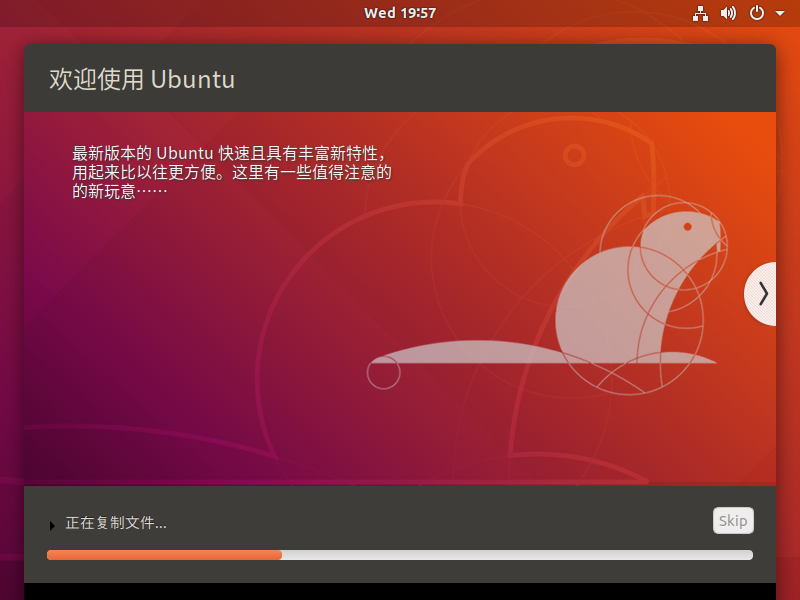 Wed 19:57
欢迎使用 Ubuntu
最新版本的 Ubuntu 快速且具有丰富新特性，
用起来比以往更方便。这里有一些值得注意的
的新玩意……
正在复制文件...
Skip